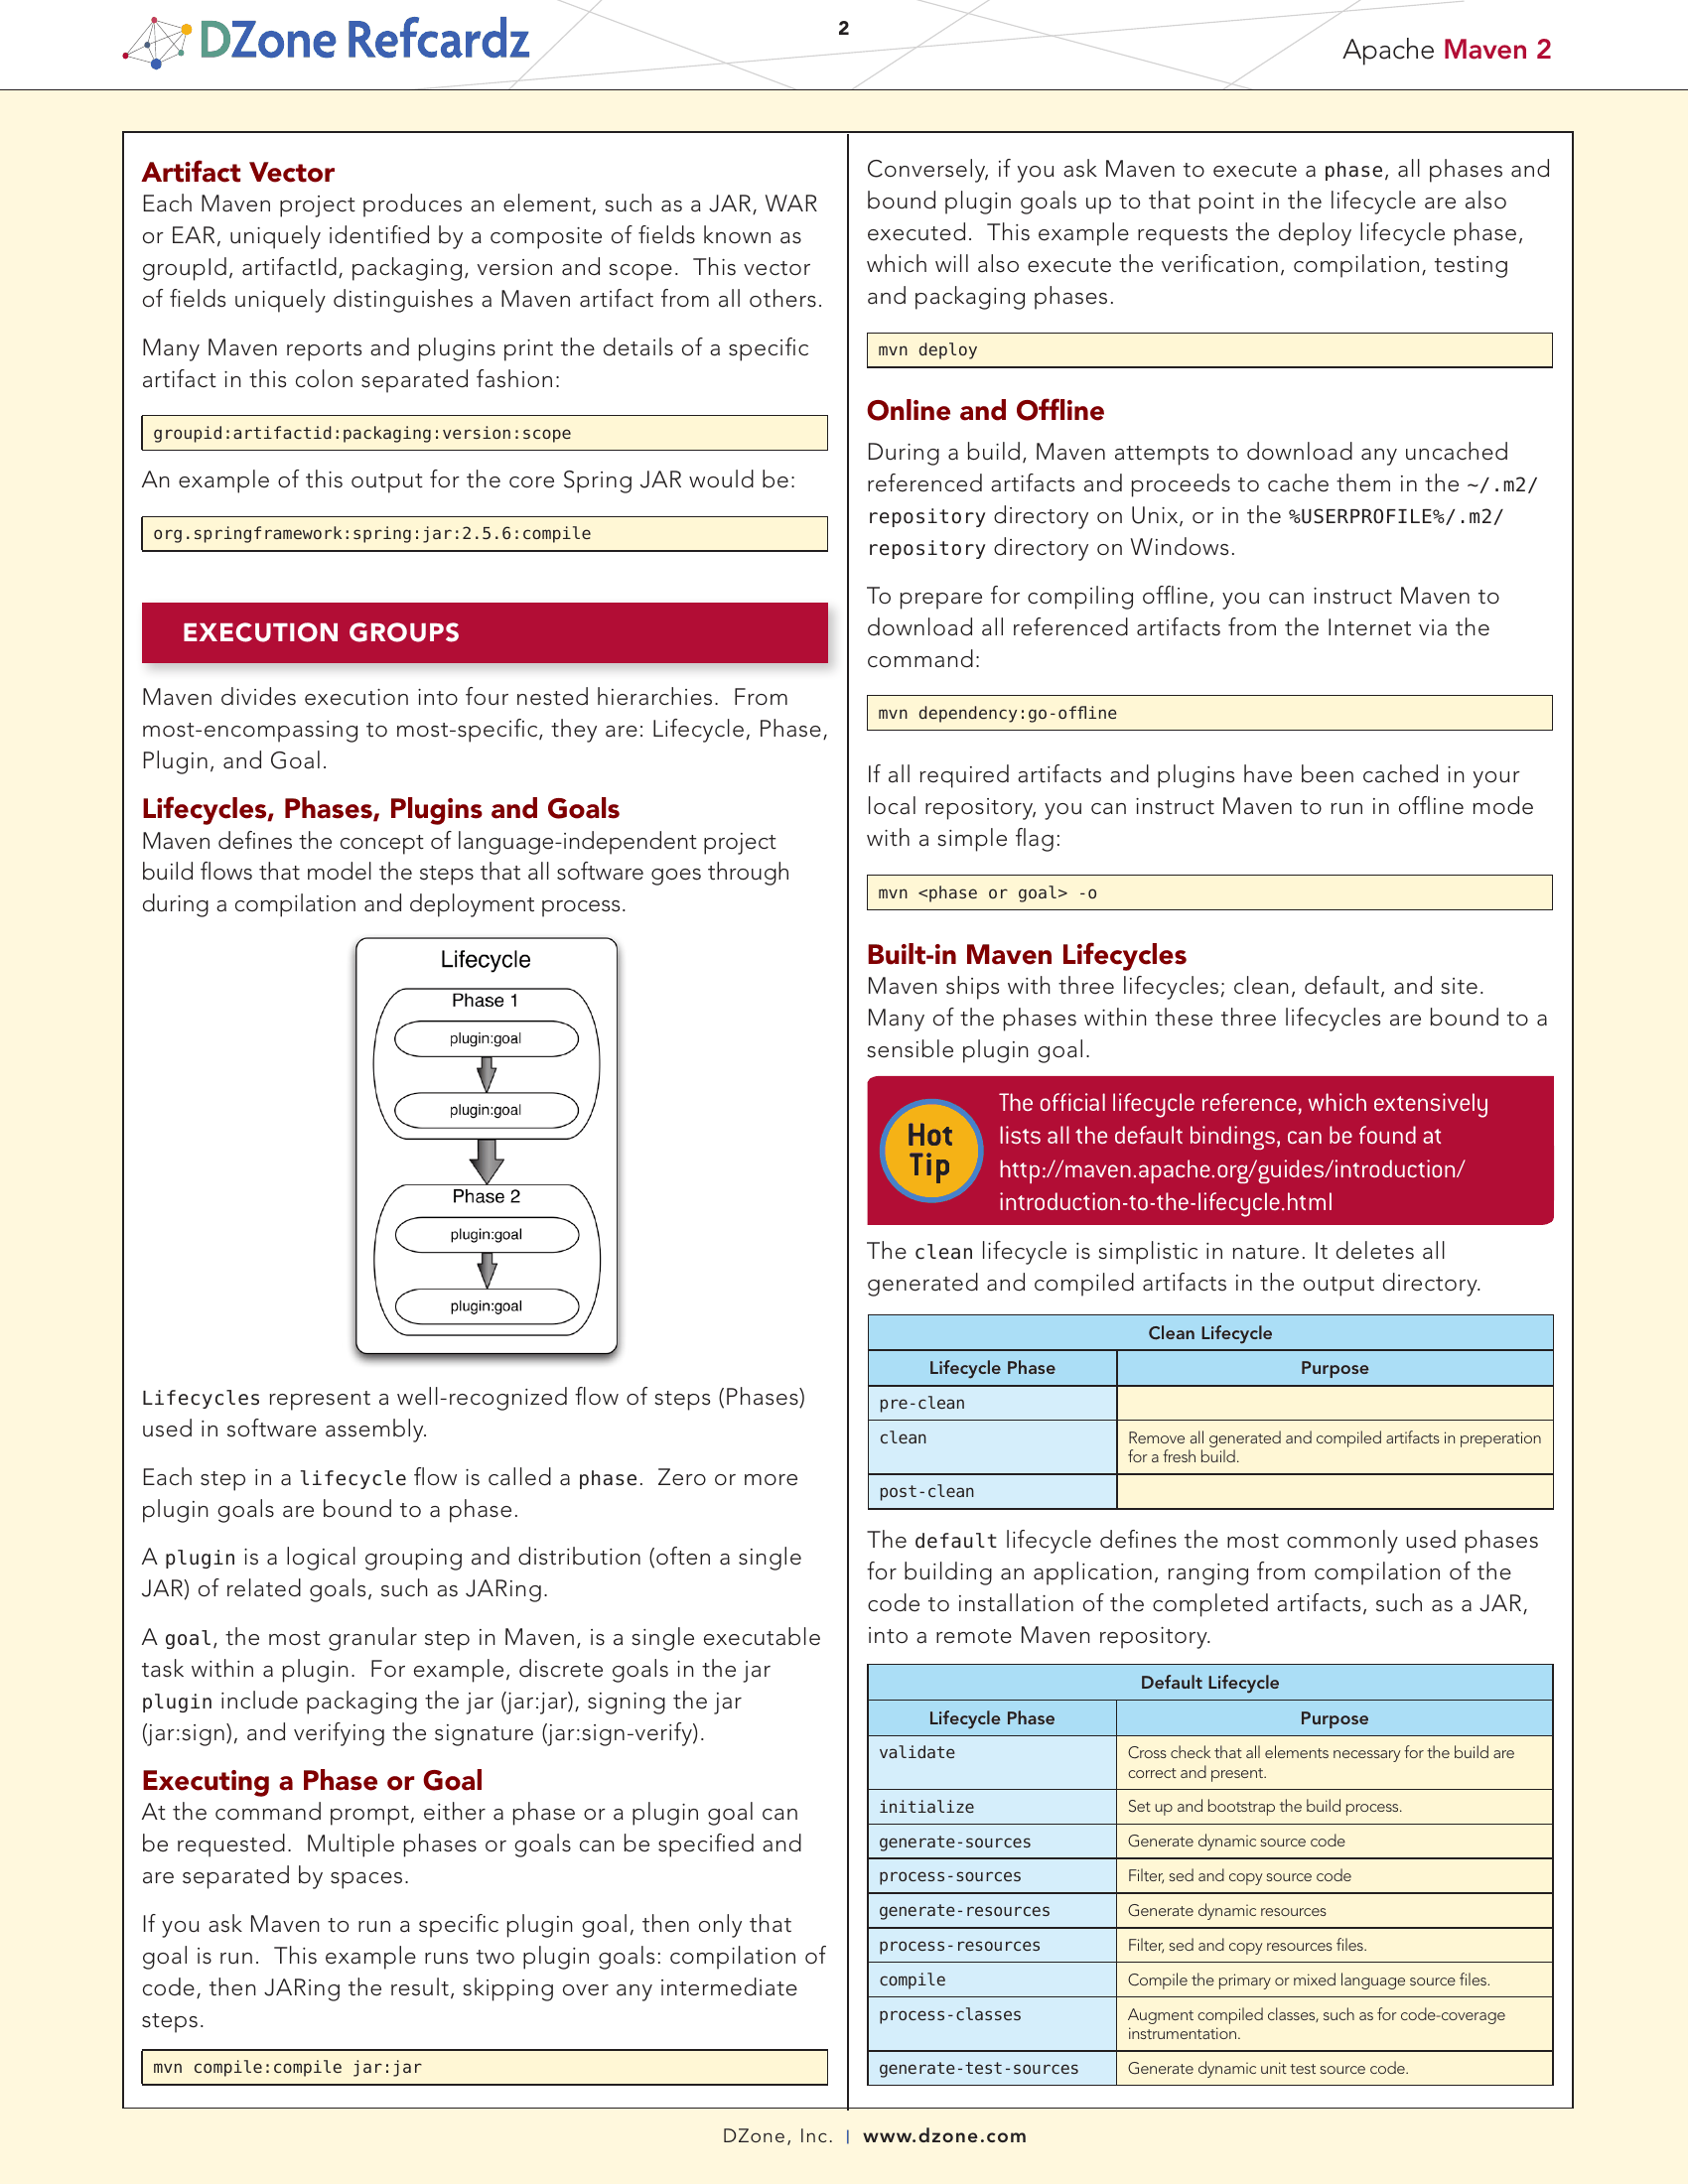 DZone Refcardz
2
Apache Maven 2
Artifact Vector
Each Maven project produces an element, such as a JAR, WAR
or EAR, uniquely identified by a composite of fields known as
groupId, artifactId, packaging, version and scope.  This vector
of fields uniquely distinguishes a Maven artifact from all others.
Many Maven reports and plugins print the details of a specific
artifact in this colon separated fashion:
groupid:artifactid:packaging:version:scope
An example of this output for the core Spring JAR would be:
org.springframework:spring:jar:2.5.6:compile
EXECUTION GROUPS
Maven divides execution into four nested hierarchies.  From
most-encompassing to most-specific, they are: Lifecycle, Phase,
Plugin, and Goal.
Lifecycles, Phases, Plugins and Goals
Maven defines the concept of language-independent project
build flows that model the steps that all software goes through
during a compilation and deployment process.
Lifecycle
Phase 1
plugin:goal
plugin:goal
Phase 2
plugin:goal
plugin:goal
Lifecycles represent a well-recognized flow of steps (Phases)
used in software assembly.
Each step in a lifecycle flow is called a phase.  Zero or more
plugin goals are bound to a phase.
A plugin is a logical grouping and distribution (often a single
JAR) of related goals, such as JARing.
A goal, the most granular step in Maven, is a single executable
task within a plugin.  For example, discrete goals in the jar
plugin include packaging the jar (jar:jar), signing the jar
(jar:sign), and verifying the signature (jar:sign-verify).
Executing a Phase or Goal
At the command prompt, either a phase or a plugin goal can
be requested.  Multiple phases or goals can be specified and
are separated by spaces.
If you ask Maven to run a specific plugin goal, then only that
goal is run.  This example runs two plugin goals: compilation of
code, then JARing the result, skipping over any intermediate
steps.
mvn compile:compile jar:jar
Conversely, if you ask Maven to execute a phase, all phases and
bound plugin goals up to that point in the lifecycle are also
executed.  This example requests the deploy lifecycle phase,
which will also execute the verification, compilation, testing
and packaging phases.
mvn deploy
Online and Offline
During a build, Maven attempts to download any uncached
referenced artifacts and proceeds to cache them in the ~/.m2/
repository directory on Unix, or in the %USERPROFILE%/.m2/
repository directory on Windows.
To prepare for compiling offline, you can instruct Maven to
download all referenced artifacts from the Internet via the
command:
mvn dependency:go-offline
If all required artifacts and plugins have been cached in your
local repository, you can instruct Maven to run in offline mode
with a simple flag:
mvn <phase or goal> -o
Built-in Maven Lifecycles
Maven ships with three lifecycles; clean, default, and site.
Many of the phases within these three lifecycles are bound to a
sensible plugin goal.
Hot
Tip
The official lifecycle reference, which extensively
lists all the default bindings, can be found at
http://maven.apache.org/guides/introduction/
introduction-to-the-lifecycle.html
The clean lifecycle is simplistic in nature. It deletes all
generated and compiled artifacts in the output directory.
Clean Lifecycle
Lifecycle Phase Purpose
pre-clean
clean Remove all generated and compiled artifacts in preperation
for a fresh build.
post-clean
The default lifecycle defines the most commonly used phases
for building an application, ranging from compilation of the
code to installation of the completed artifacts, such as a JAR,
into a remote Maven repository.
Default Lifecycle
Lifecycle Phase Purpose
validate Cross check that all elements necessary for the build are
correct and present.
initialize Set up and bootstrap the build process.
generate-sources Generate dynamic source code
process-sources Filter, sed and copy source code
generate-resources Generate dynamic resources
process-resources Filter, sed and copy resources files.
compile Compile the primary or mixed language source files.
process-classes Augment compiled classes, such as for code-coverage
instrumentation.
generate-test-sources Generate dynamic unit test source code.
DZone, Inc. | www.dzone.com